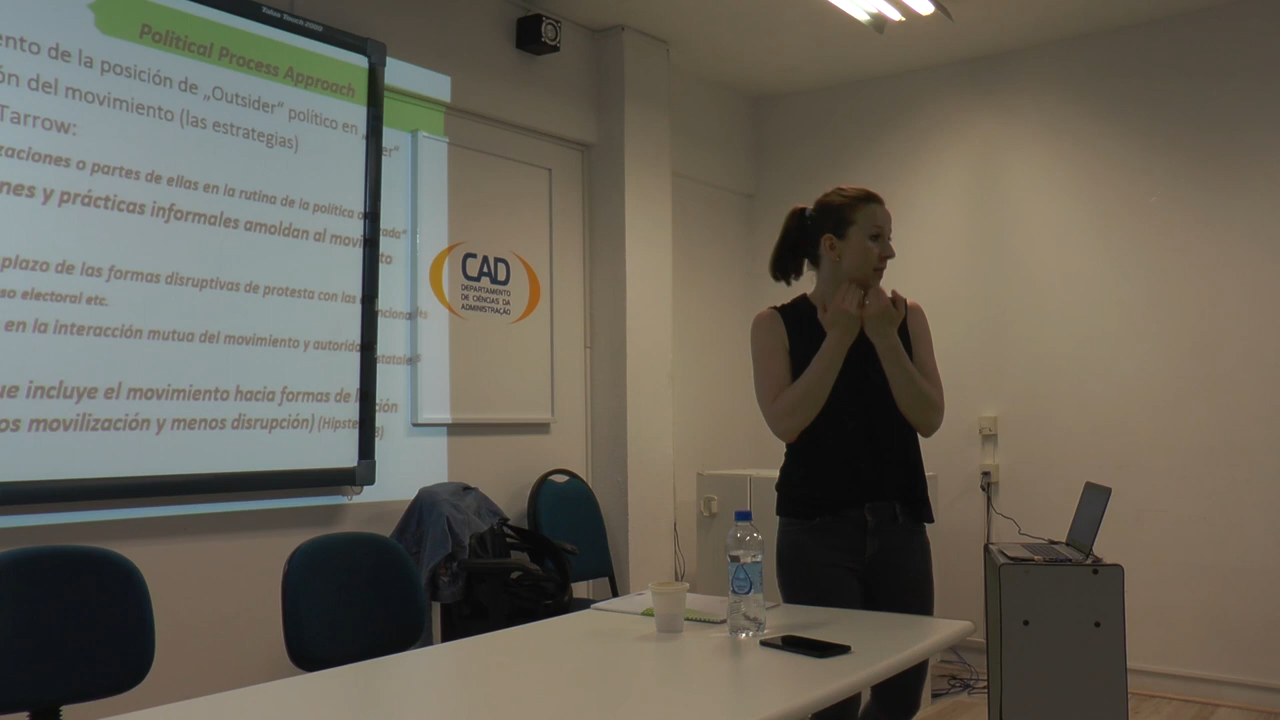 Tabs Touch 2000
Political Process Approach
ento de la posición de „Outsider“ político en
ón del movimiento (las estrategias)
Tarrow:
zaciones o partes de ellas en la rutina de la política
nes y prácticas informales amoldan al
plazo de las formas disruptivas de protesta con las
so electoral etc.
en la interacción mutua del movimiento y
ue incluye el movimiento hacia formas de
os movilización y menos disrupción)
CAD
DEPARTAMENTO
DE CIÊNCIAS DA
ADMINISTRAÇÃO